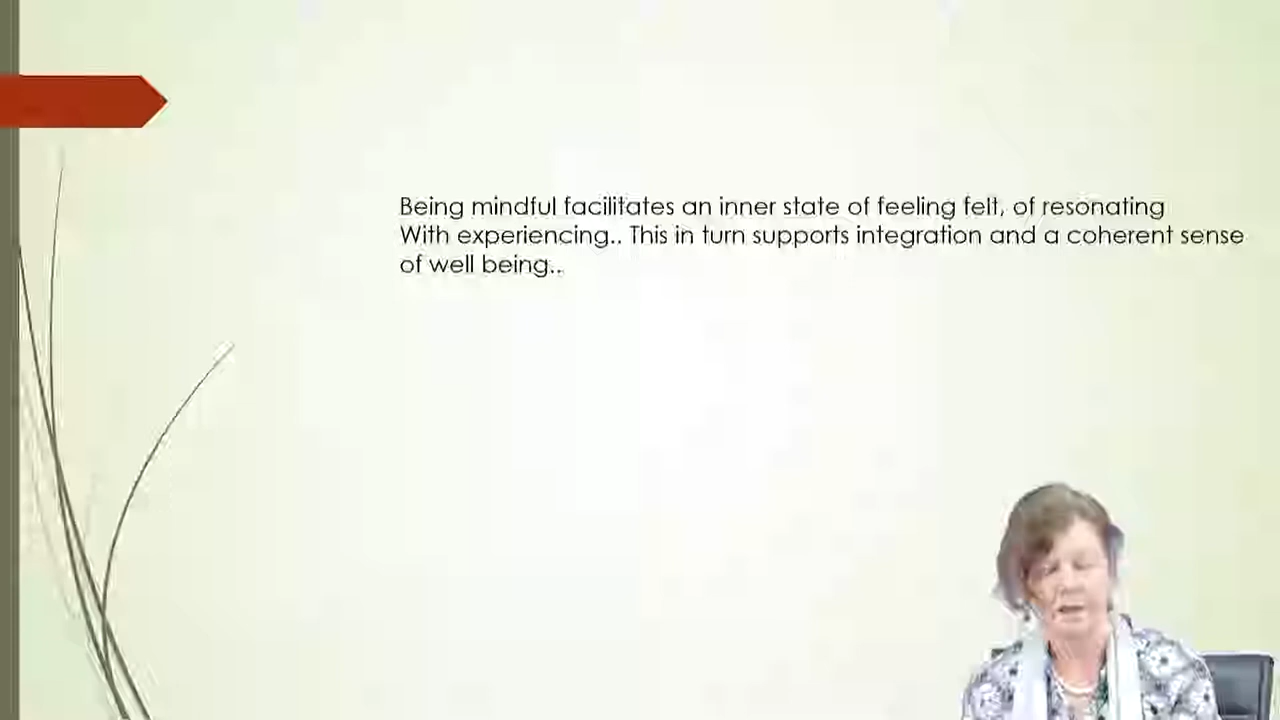 Being mindful facilitates an inner state of feeling felt, of resonating
With experiencing.. This in turn supports integration and a coherent sense
of well being..